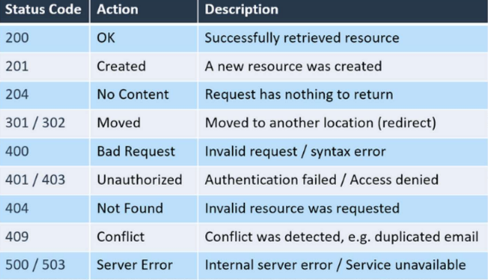 Status Code Action Description
200 OK Successfully retrieved resource
201 Created A new resource was created
204 No Content Request has nothing to return
301 / 302 Moved Moved to another location (redirect)
400 Bad Request Invalid request / syntax error
401 / 403 Unauthorized Authentication failed / Access denied
404 Not Found Invalid resource was requested
409 Conflict Conflict was detected, e.g. duplicated email
500 / 503 Server Error Internal server error / Service unavailable